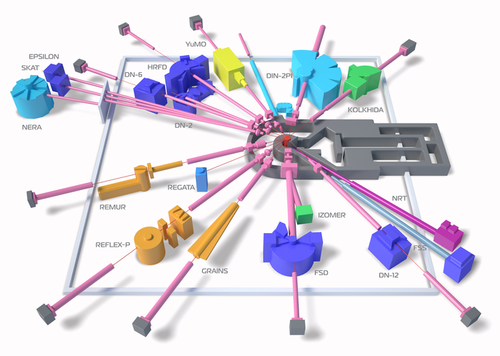 YuMO
EPSILON
SKAT
DN-6
HRFD
DIN-2PI
KOLKHIDA
NERA
DN-2
REGATA
REMUR
NRT
IZOMER
REFLEX-P
FSS
GRAINS
FSD
DN-12